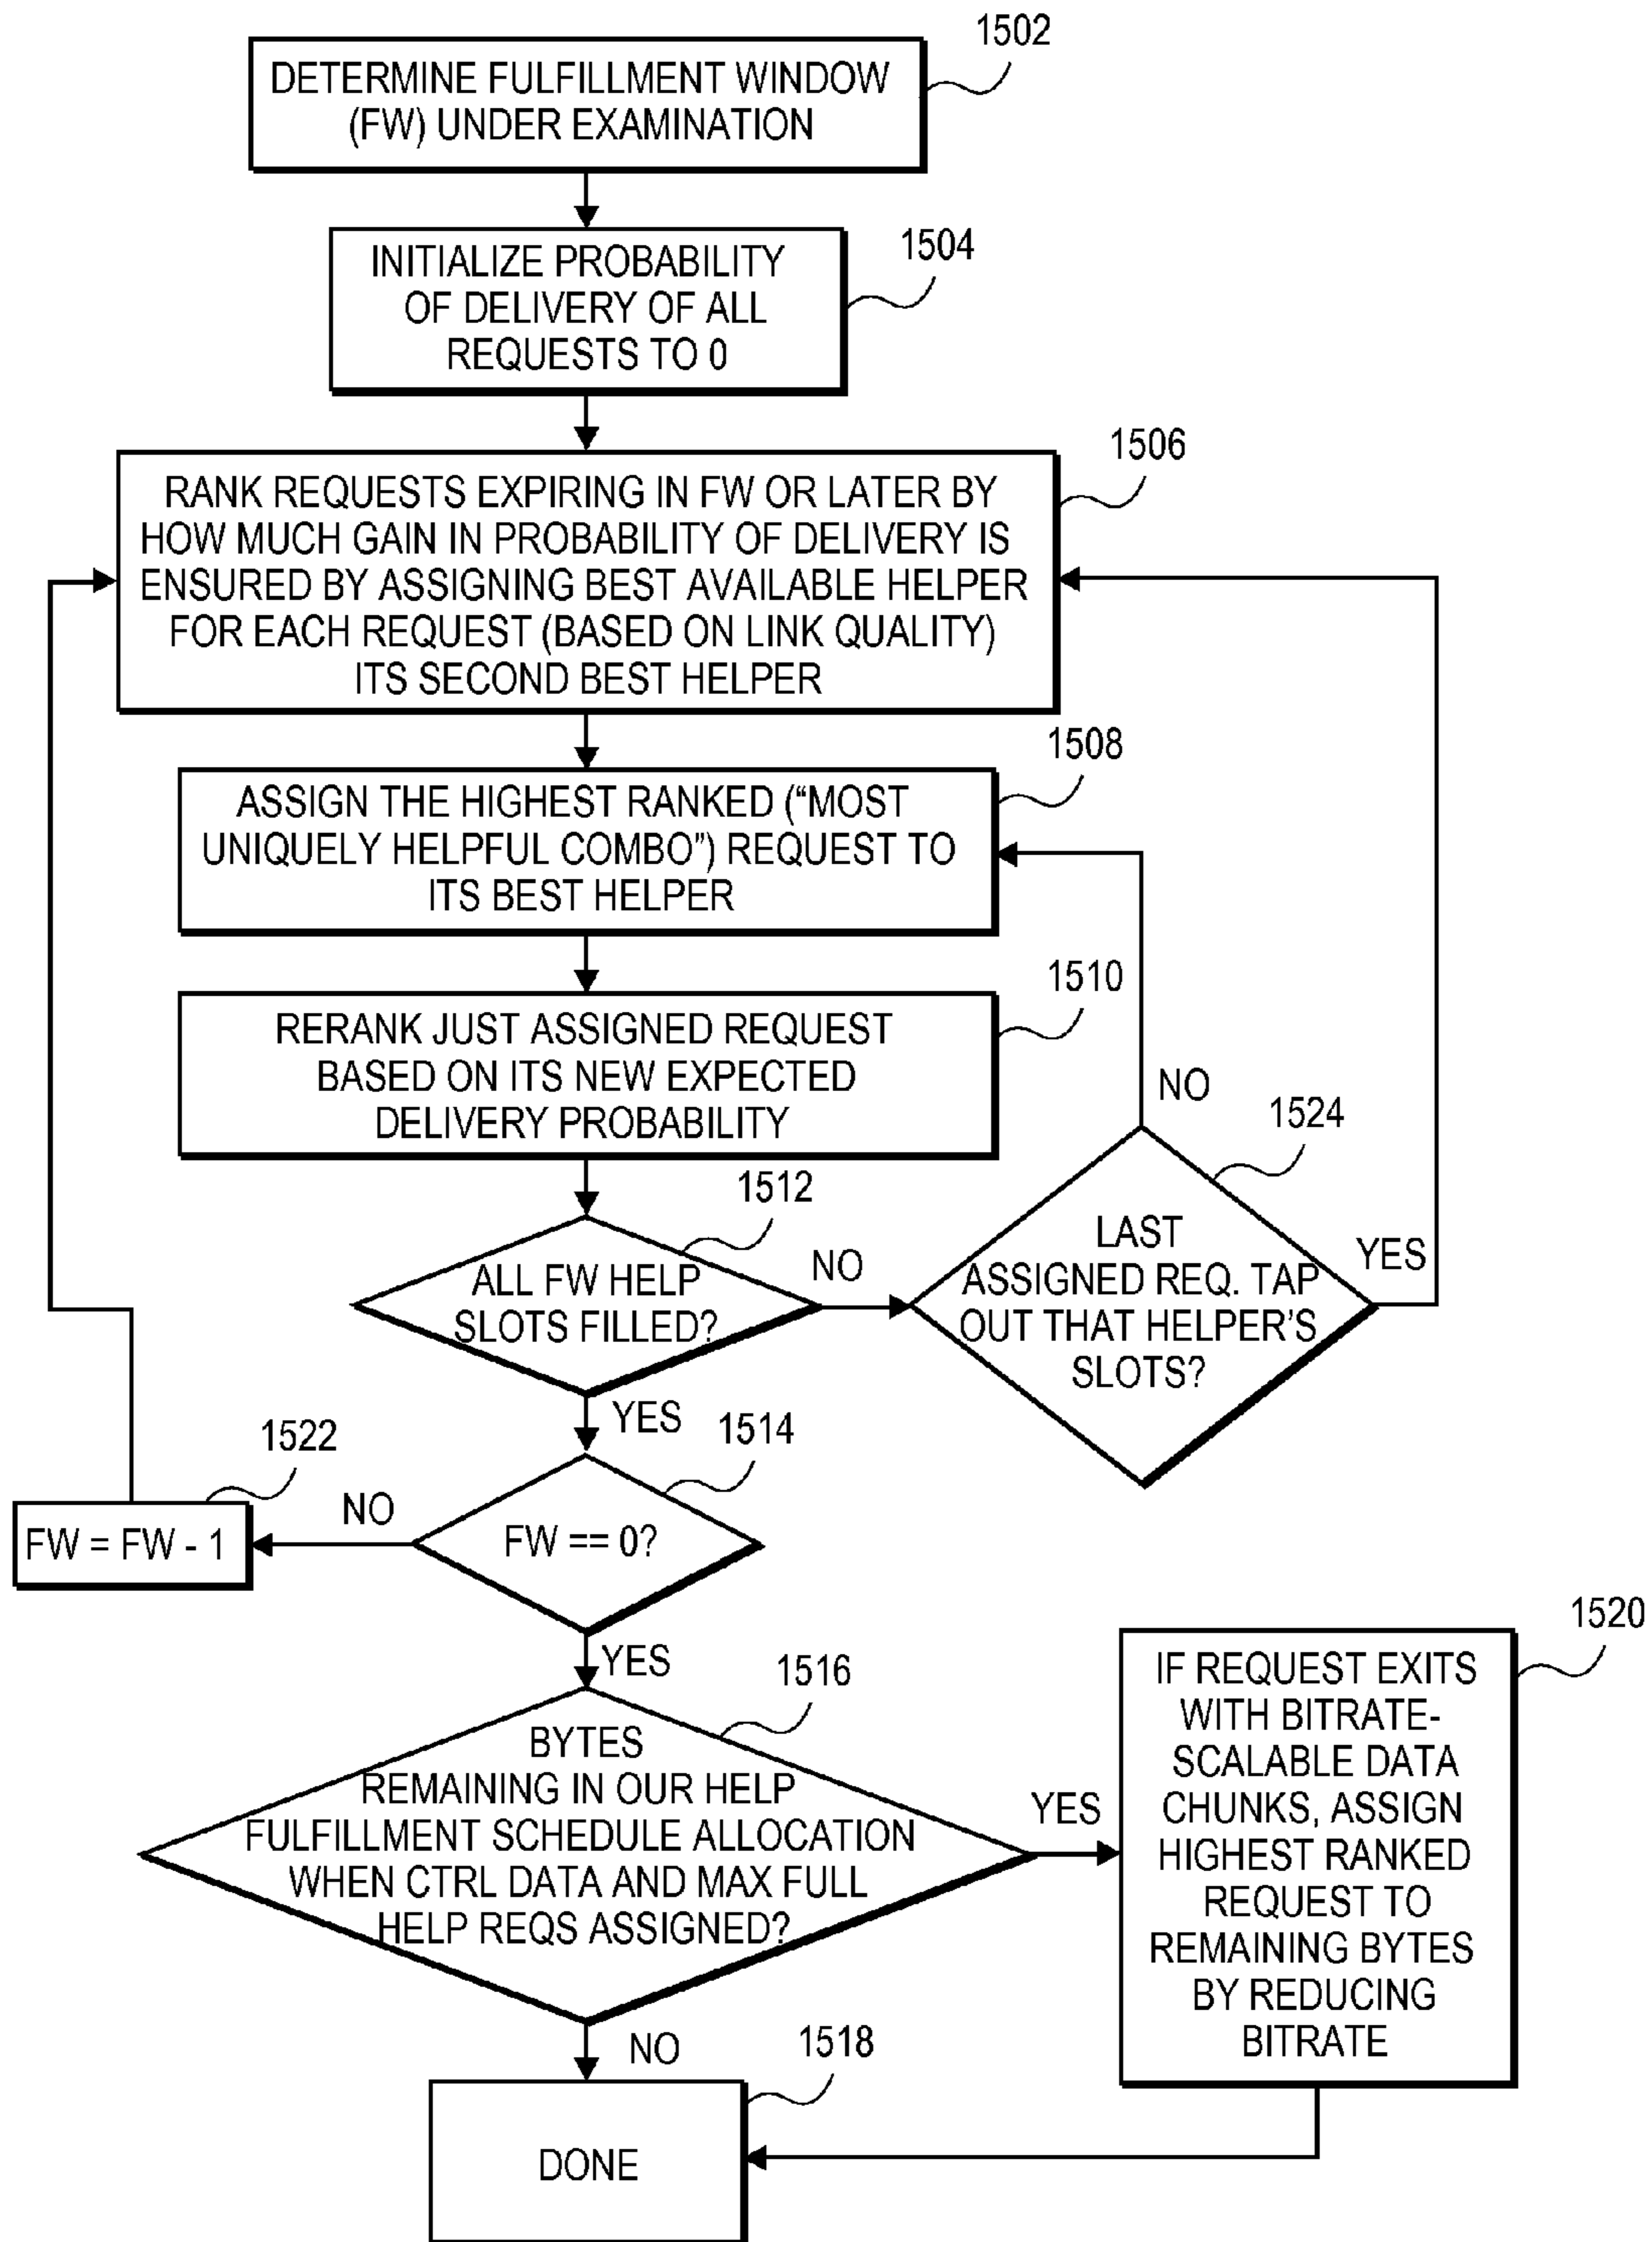 1502
DETERMINE FULFILLMENT WINDOW
(FW) UNDER EXAMINATION
1504
INITIALIZE PROBABILITY
OF DELIVERY OF ALL
REQUESTS TO 0
1506
RANK REQUESTS EXPIRING IN FW OR LATER BY
HOW MUCH GAIN IN PROBABILITY OF DELIVERY IS
ENSURED BY ASSIGNING BEST AVAILABLE HELPER
FOR EACH REQUEST (BASED ON LINK QUALITY)
ITS SECOND BEST HELPER
1508
ASSIGN THE HIGHEST RANKED (“MOST
UNIQUELY HELPFUL COMBO”) REQUEST TO
ITS BEST HELPER
1510
RERANK JUST ASSIGNED REQUEST
BASED ON ITS NEW EXPECTED
DELIVERY PROBABILITY
1512
ALL FW HELP
SLOTS FILLED?
NO
YES
1524
LAST
ASSIGNED REQ. TAP
OUT THAT HELPER’S
SLOTS?
NO
YES
1514
FW == 0?
NO
YES
1522
FW = FW - 1
1516
BYTES
REMAINING IN OUR HELP
FULFILLMENT SCHEDULE ALLOCATION
WHEN CTRL DATA AND MAX FULL
HELP REQS ASSIGNED?
YES
NO
1520
IF REQUEST EXITS
WITH BITRATE-
SCALABLE DATA
CHUNKS, ASSIGN
HIGHEST RANKED
REQUEST TO
REMAINING BYTES
BY REDUCING
BITRATE
1518
DONE